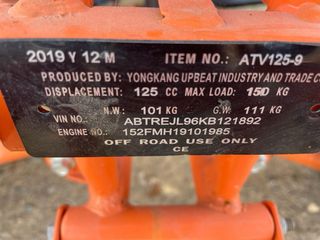 2019 Y 12 M ITEM NO.: ATV125-9
PRODUCED BY: YONGKANG UPBEAT INDUSTRY AND TRADE C
DISPLACEMENT: 125 CC MAX LOAD: 150 KG
N.W: 101 KG G.W: 111 KG
VIN NO.: ABTREJL96KB121892
ENGINE NO.: 152FMH19101985
OFF ROAD USE ONLY
CE